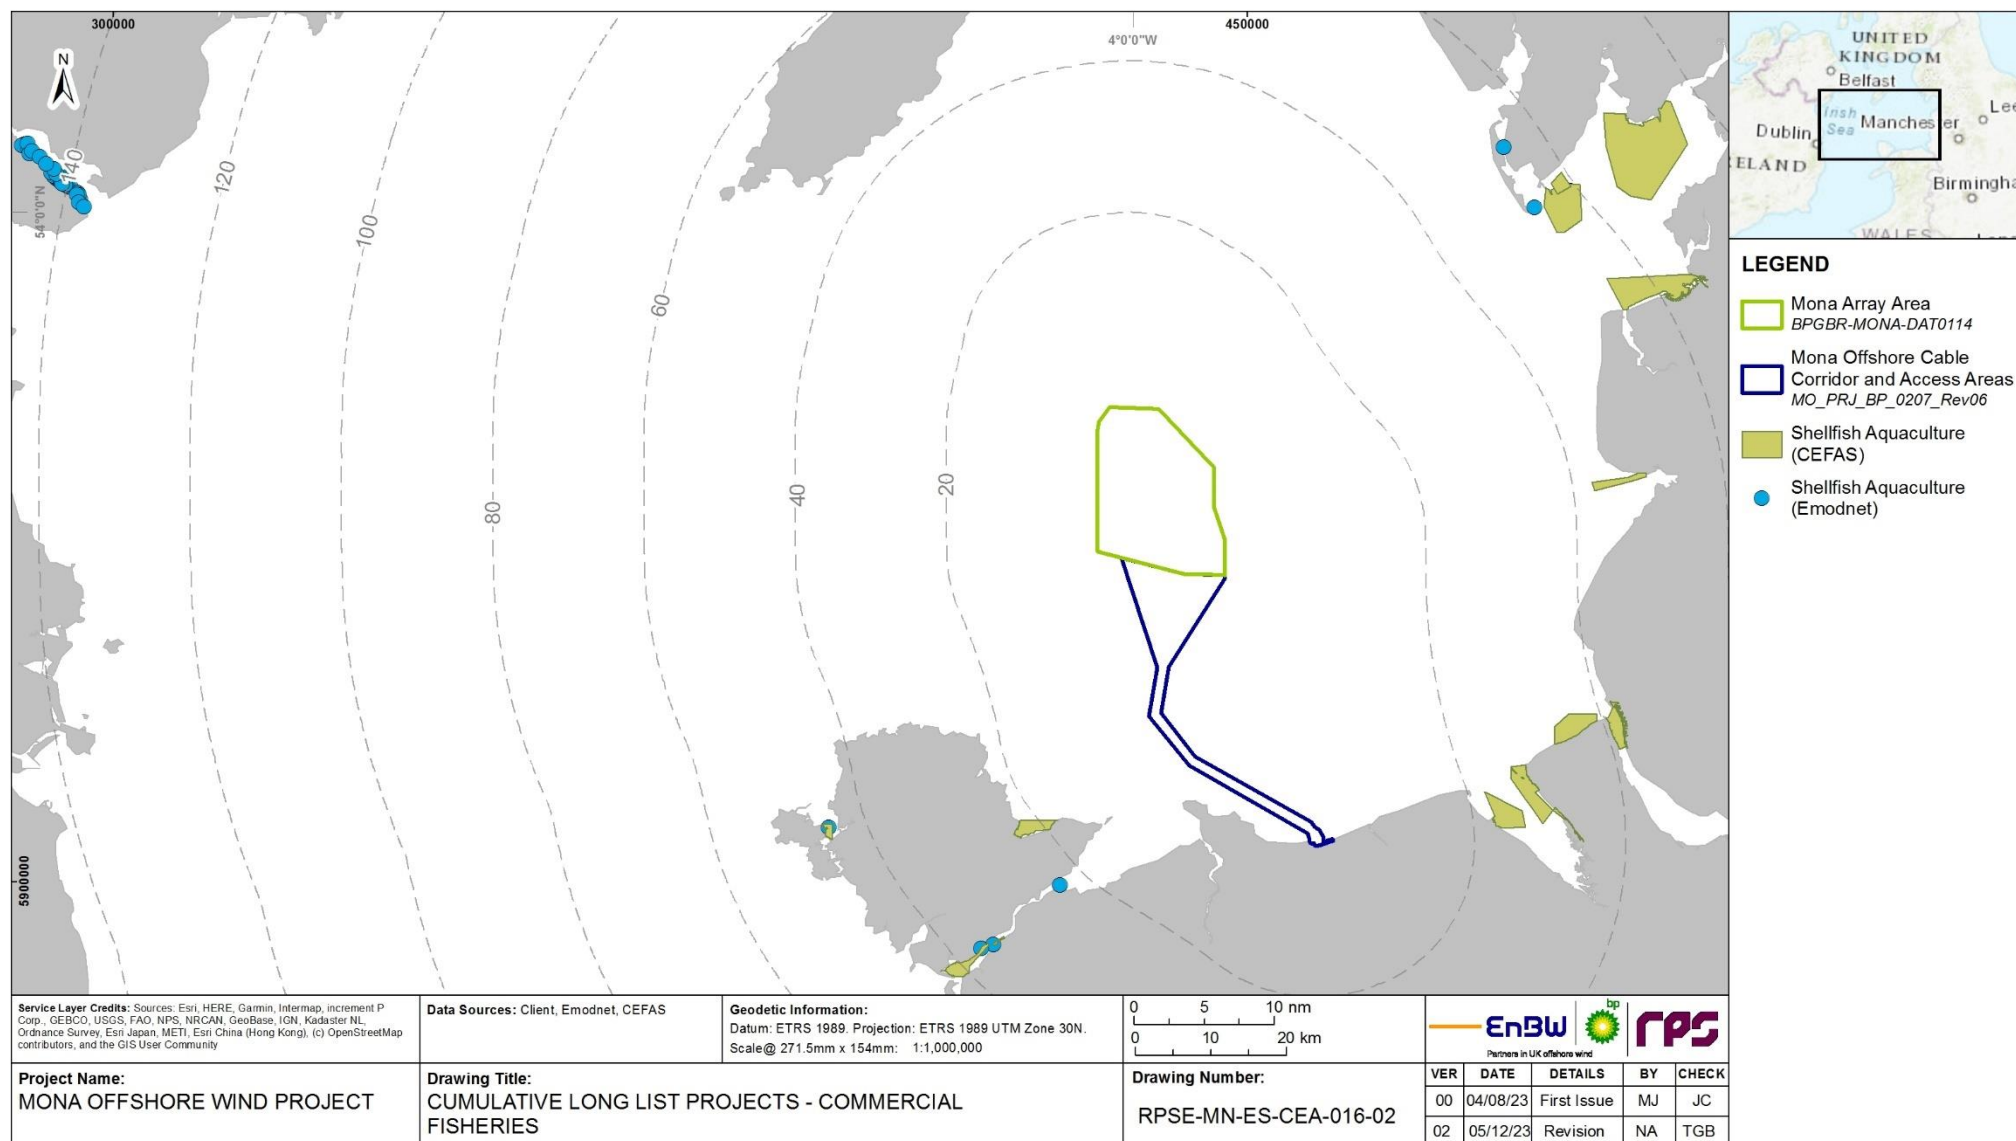 300000
450000
4°0'0"W
N
54°0'0"N
5900000
140
120
100
80
60
40
20
UNITED
KINGDOM
Belfast
Irish
Sea
Manchester
Lee
Dublin
RELAND
Birmingha
WALES
LEGEND
Mona Array Area
BPGBR-MONA-DAT0114
Mona Offshore Cable
Corridor and Access Areas
MO_PRJ_BP_0207_Rev06
Shellfish Aquaculture
(CEFAS)
Shellfish Aquaculture
(Emodnet)
Service Layer Credits: Sources: Esri, HERE, Garmin, Intermap, increment P
Corp., GEBCO, USGS, FAO, NPS, NRCAN, GeoBase, IGN, Kadaster NL,
Ordnance Survey, Esri Japan, METI, Esri China (Hong Kong), (c) OpenStreetMap
contributors, and the GIS User Community
Data Sources: Client, Emodnet, CEFAS
Geodetic Information:
Datum: ETRS 1989. Projection: ETRS 1989 UTM Zone 30N.
Scale@ 271.5mm x 154mm: 1:1,000,000
0 5 10 nm
0 10 20 km
EnBW
Partners in UK offshore wind
bp
rps
Project Name:
MONA OFFSHORE WIND PROJECT
Drawing Title:
CUMULATIVE LONG LIST PROJECTS - COMMERCIAL
FISHERIES
Drawing Number:
RPSE-MN-ES-CEA-016-02
VER DATE DETAILS BY CHECK
00 04/08/23 First Issue MJ JC
02 05/12/23 Revision NA TGB